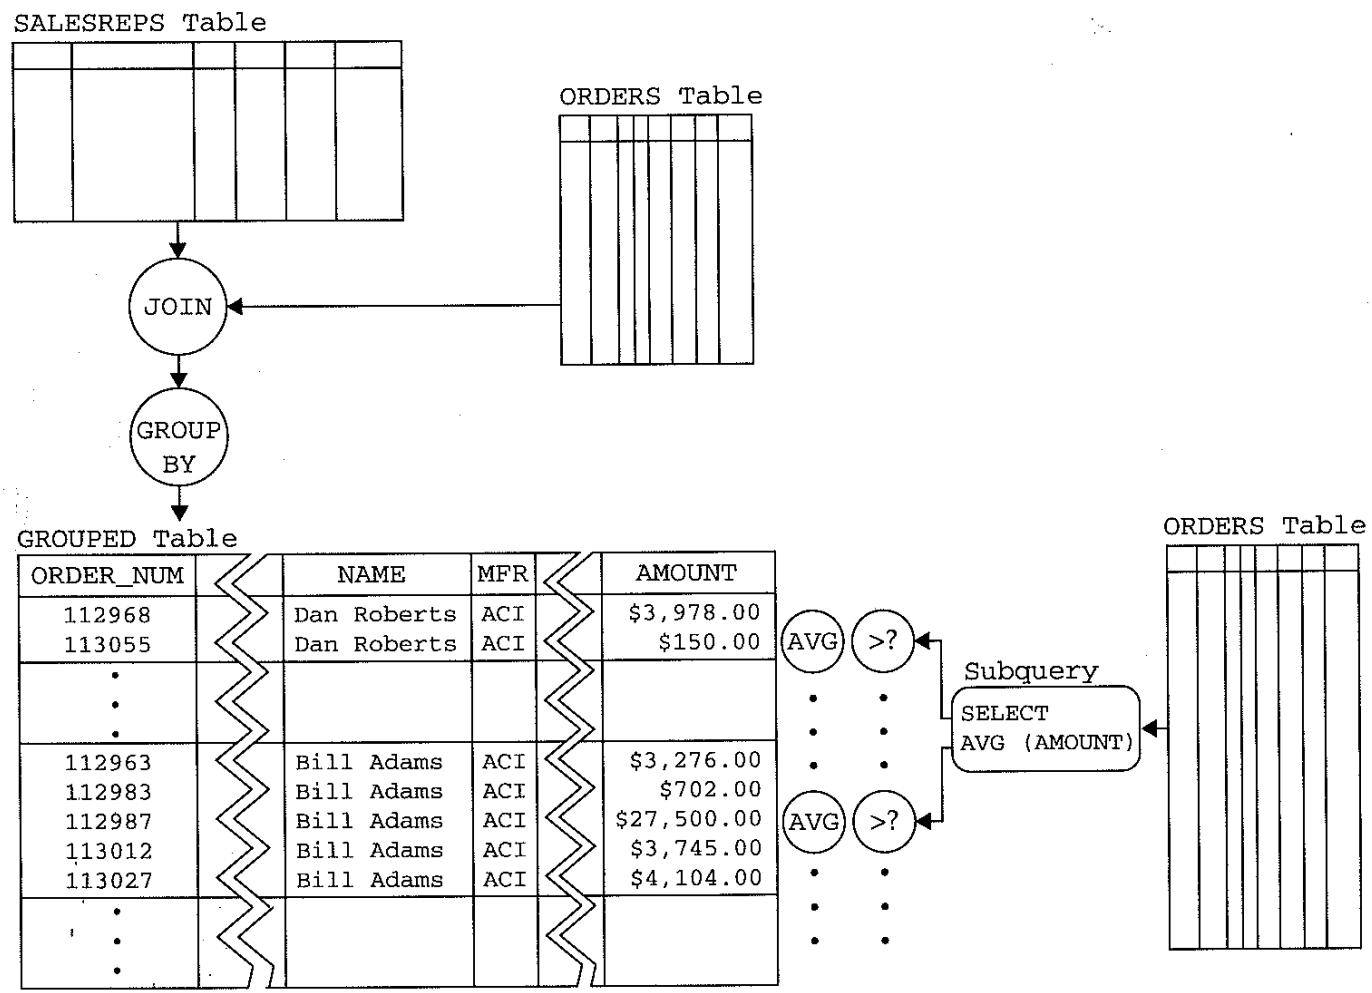 SALESREPS Table
ORDERS Table
JOIN
GROUP
BY
GROUPED Table
ORDER_NUM NAME MFR AMOUNT
112968 Dan Roberts ACI $3,978.00
113055 Dan Roberts ACI $150.00
112963 Bill Adams ACI $3,276.00
112983 Bill Adams ACI $702.00
112987 Bill Adams ACI $27,500.00
113012 Bill Adams ACI $3,745.00
113027 Bill Adams ACI $4,104.00
AVG >?
AVG >?
Subquery
SELECT
AVG (AMOUNT)
ORDERS Table